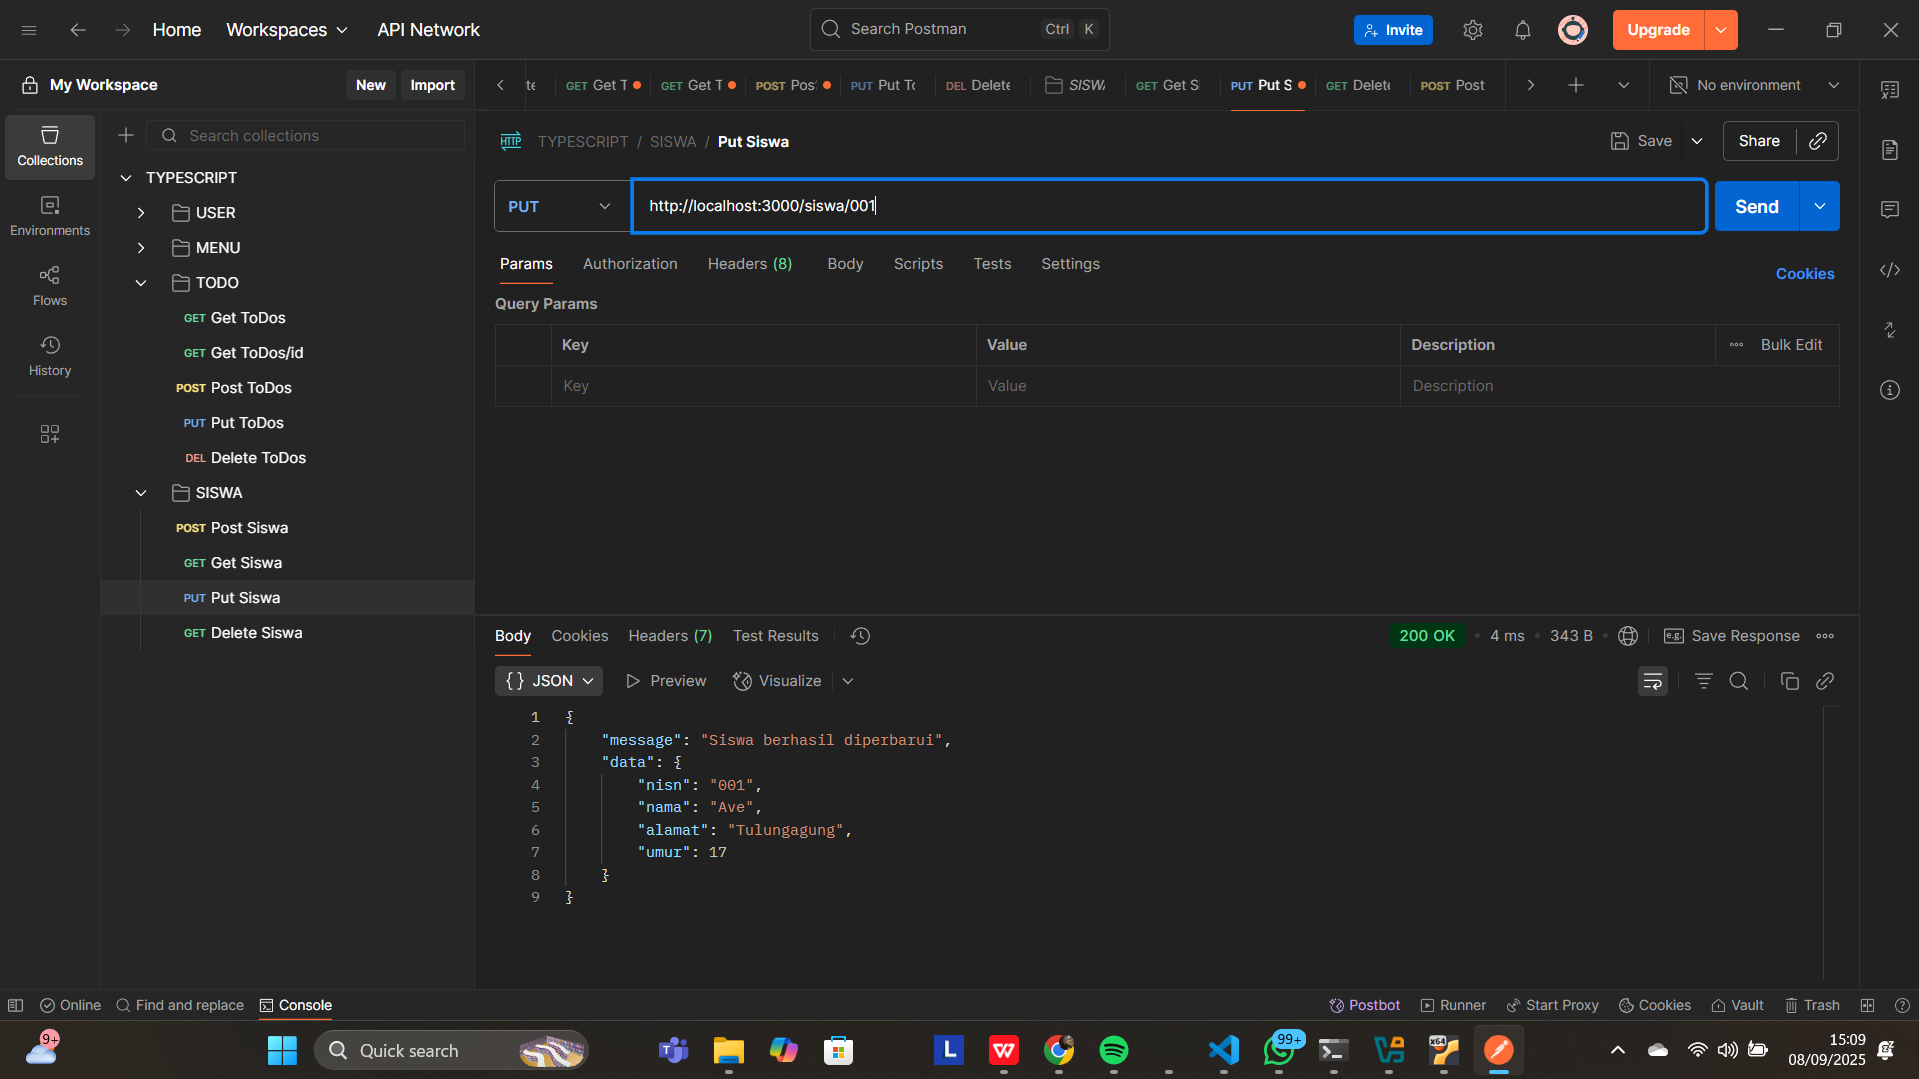 Home
Workspaces
API Network
Search Postman
Ctrl
K
Invite
Upgrade
My Workspace
New
Import
te
GET Get T
GET Get T
POST Pos
PUT Put Tc
DEL Delete
SISW
GET Get S
PUT Put S
GET Delete
POST Post
No environment
Collections
Environments
Flows
History
Search collections
TYPESCRIPT
USER
MENU
TODO
GET Get ToDos
GET Get ToDos/id
POST Post ToDos
PUT Put ToDos
DEL Delete ToDos
SISWA
POST Post Siswa
GET Get Siswa
PUT Put Siswa
GET Delete Siswa
HTTP
TYPESCRIPT / SISWA / Put Siswa
Save
Share
PUT
http://localhost:3000/siswa/001
Send
Params
Authorization
Headers (8)
Body
Scripts
Tests
Settings
Cookies
Query Params
Key
Value
Description
Bulk Edit
Key
Value
Description
Body
Cookies
Headers (7)
Test Results
200 OK
4 ms
343 B
e.g.
Save Response
{} JSON
Preview
Visualize
1 {
2 "message": "Siswa berhasil diperbarui",
3 "data": {
4 "nisn": "001",
5 "nama": "Ave",
6 "alamat": "Tulungagung",
7 "umur": 17
8 }
9 }
Online
Find and replace
Console
Postbot
Runner
Start Proxy
Cookies
Vault
Trash
9+
Quick search
T
L
W
99+
x64
15:09
08/09/2025